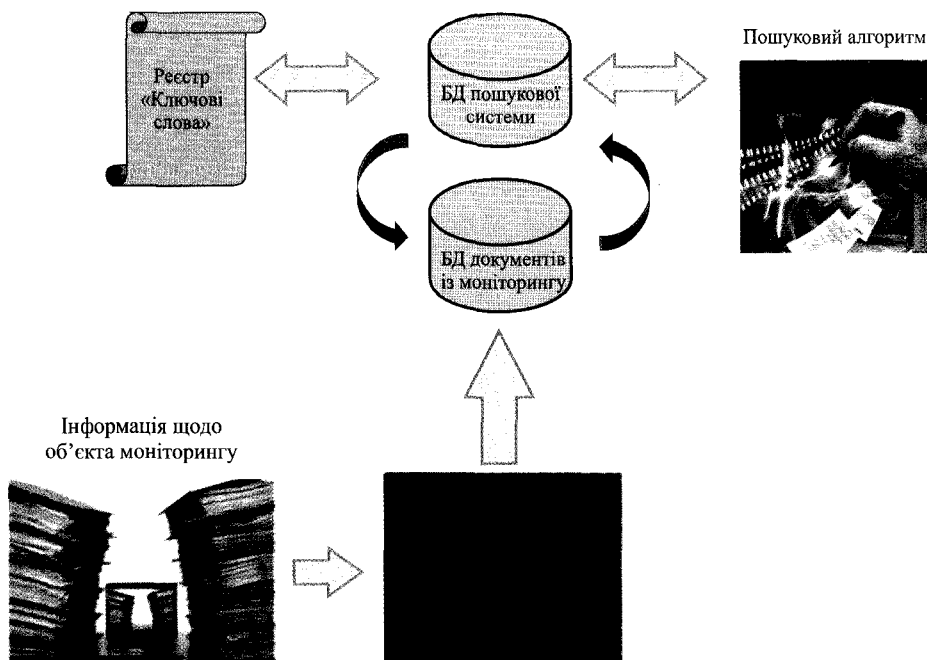 Пошуковий алгоритм
Реєстр
«Ключові
слова»
БД пошукової
системи
БД документів
із моніторингу
Інформація щодо
об’єкта моніторингу